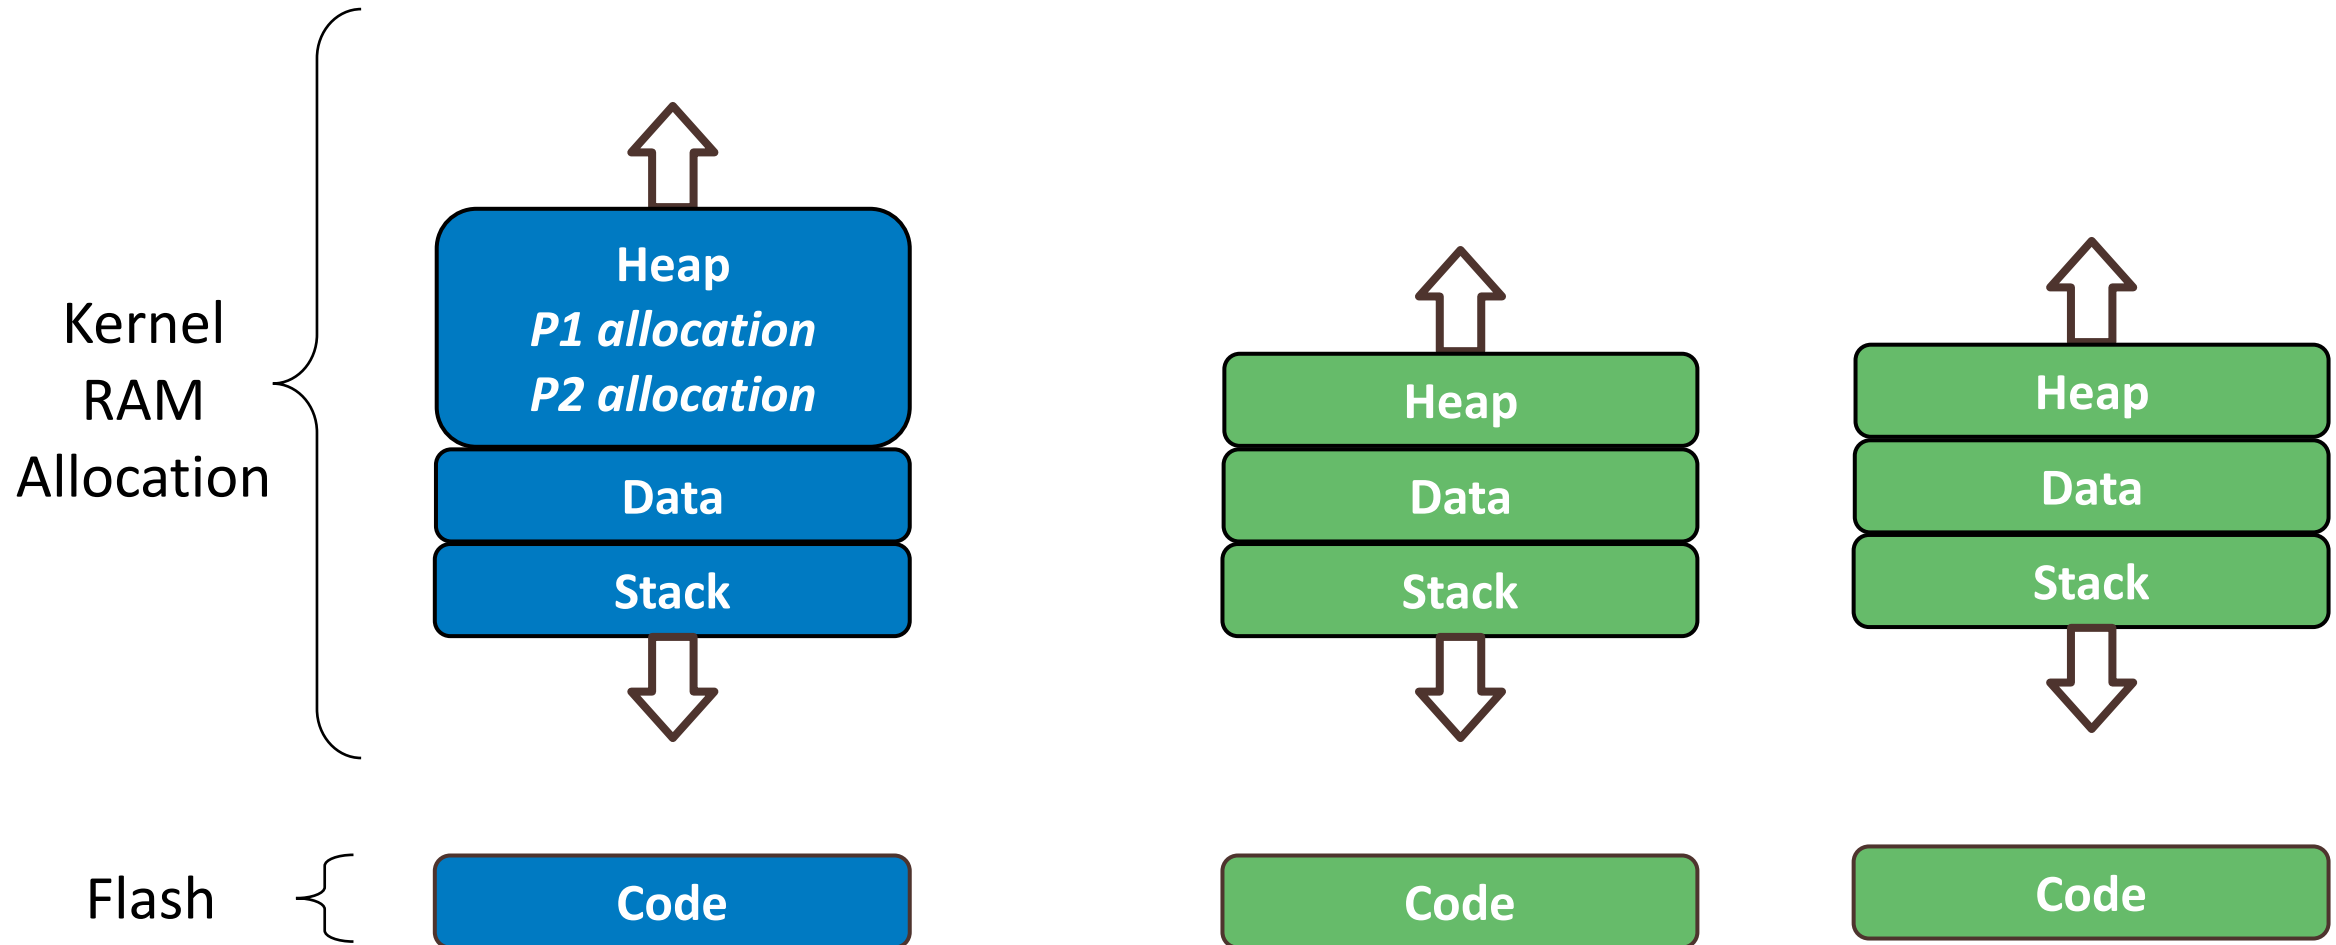 Kernel
RAM
Allocation
Heap
P1 allocation
P2 allocation
Data
Stack
Heap
Data
Stack
Heap
Data
Stack
Flash
Code
Code
Code